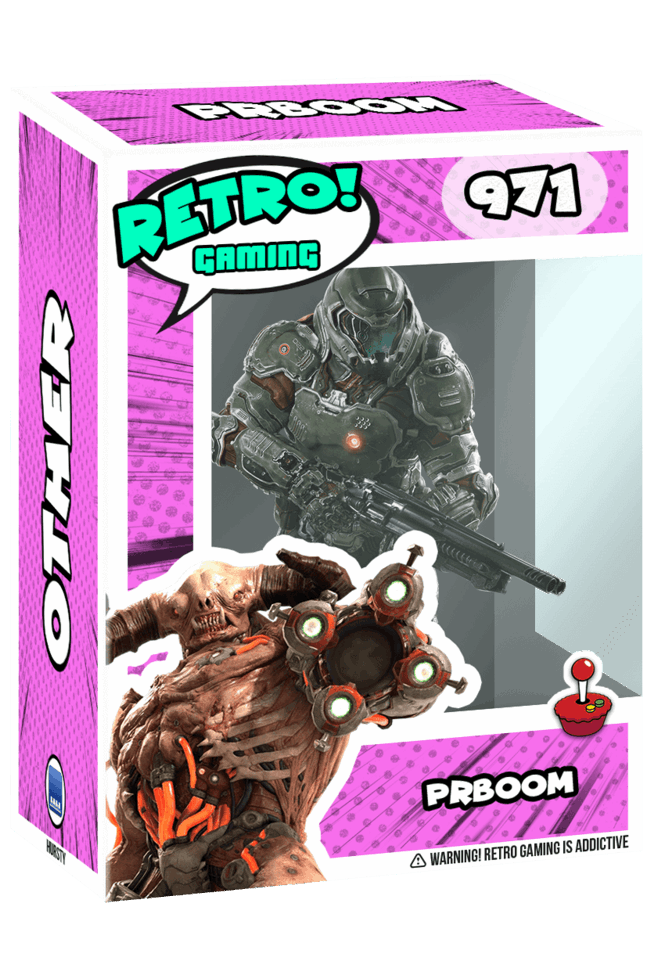 PRBOOM
RETRO!
GAMING
971
OTHER
PRBOOM
WARNING! RETRO GAMING IS ADDICTIVE
HURSTY